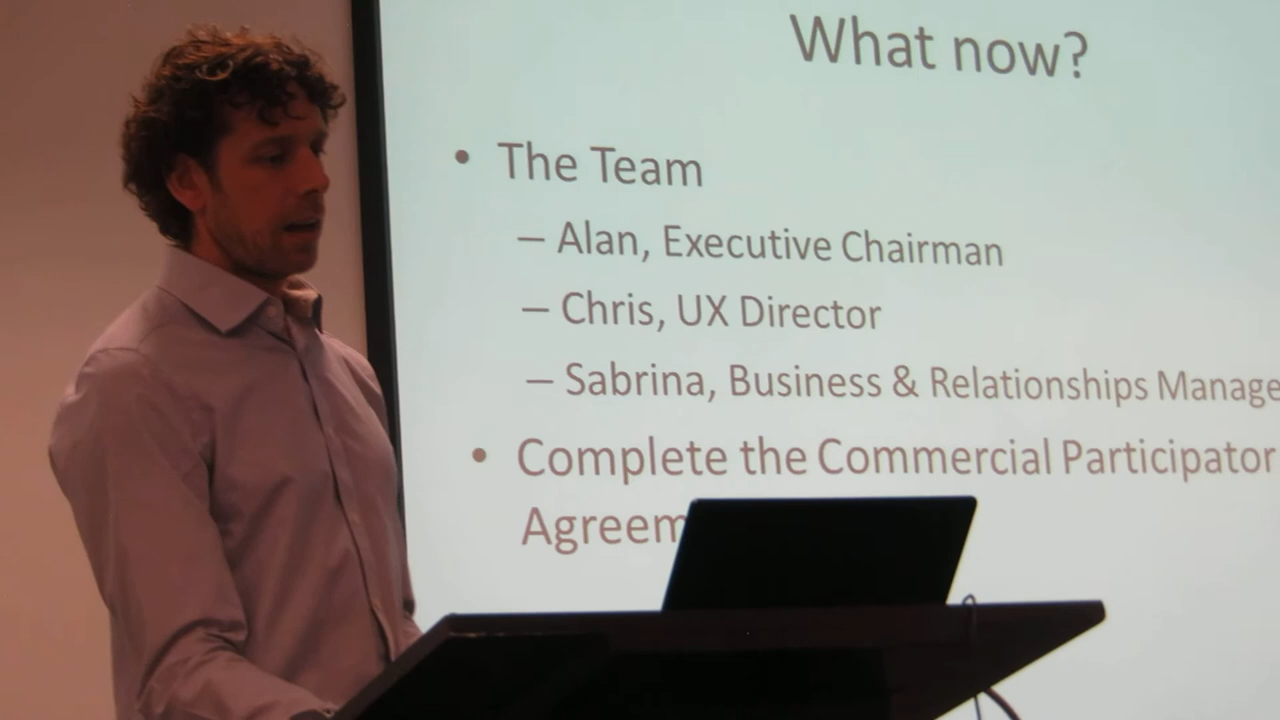 What now?
• The Team
– Alan, Executive Chairman
– Chris, UX Director
– Sabrina, Business & Relationships Manage
• Complete the Commercial Participator
Agreem